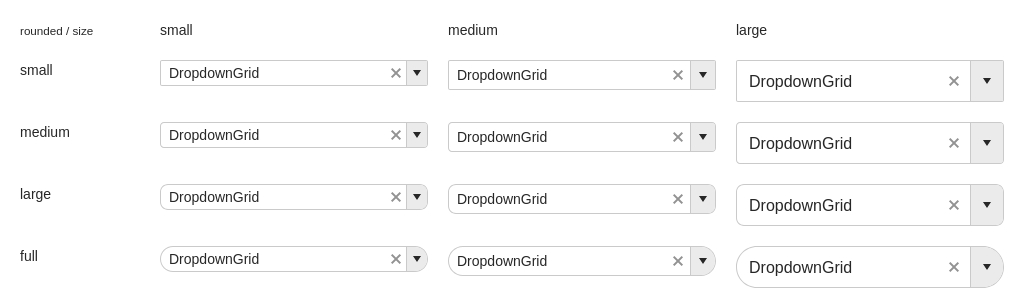 rounded / size small medium large
small DropdownGrid DropdownGrid DropdownGrid
medium DropdownGrid DropdownGrid DropdownGrid
large DropdownGrid DropdownGrid DropdownGrid
full DropdownGrid DropdownGrid DropdownGrid